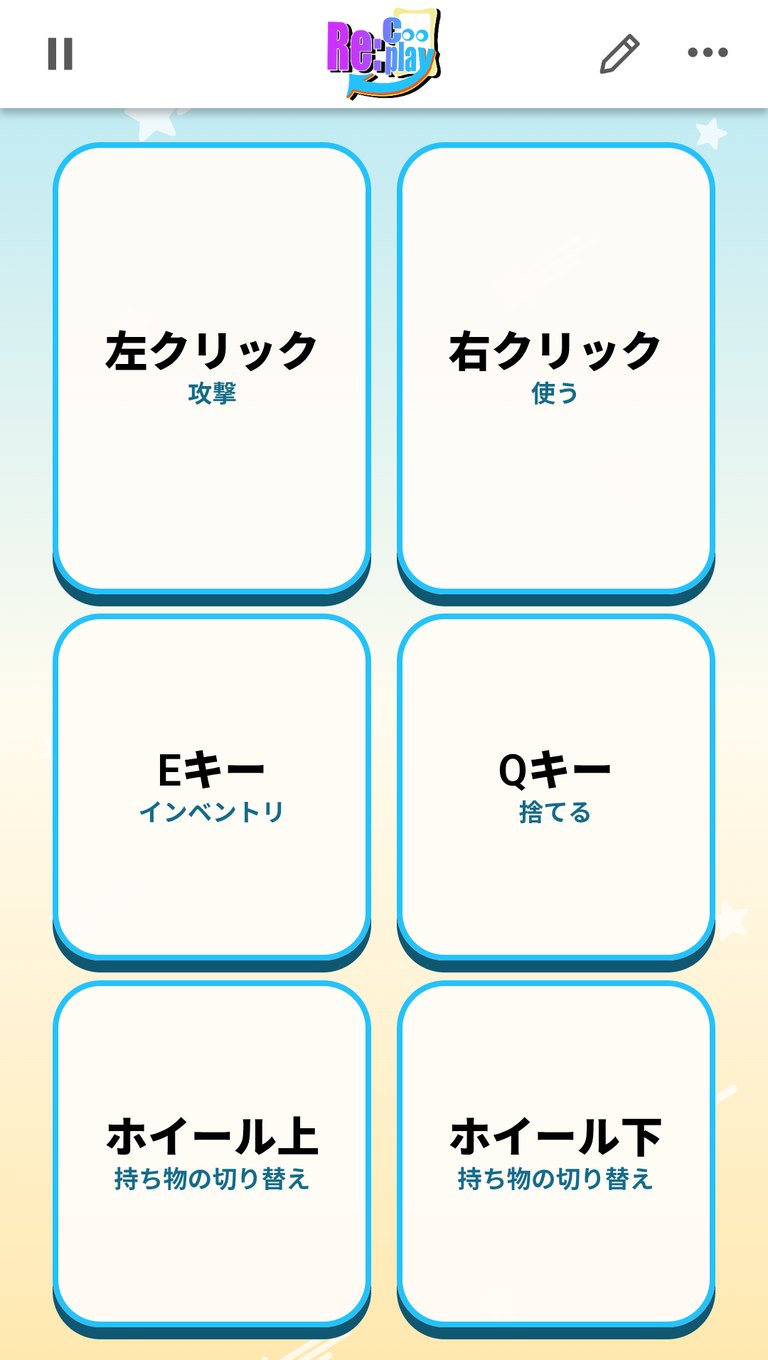 Re:Cooplay
左クリック
攻撃
右クリック
使う
Eキー
インベントリ
Qキー
捨てる
ホイール上
持ち物の切り替え
ホイール下
持ち物の切り替え